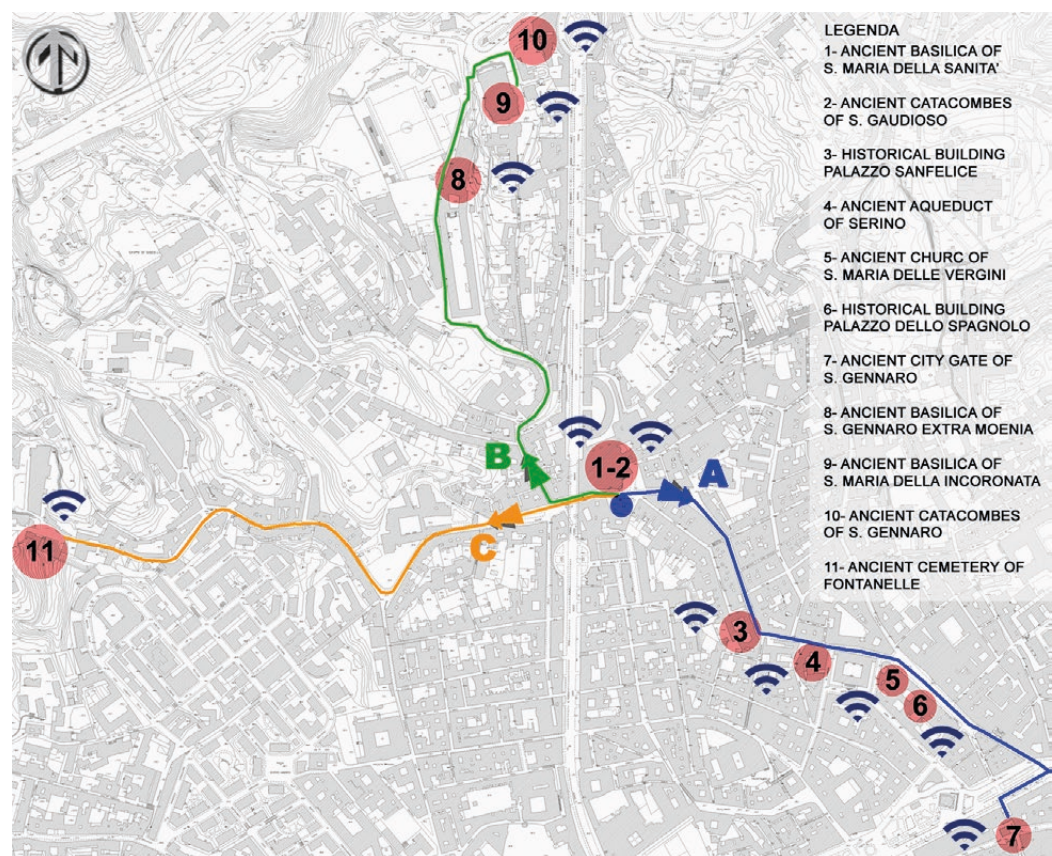 LEGENDA
1- ANCIENT BASILICA OF
S. MARIA DELLA SANITA'
2- ANCIENT CATACOMBES
OF S. GAUDIOSO
3- HISTORICAL BUILDING
PALAZZO SANFELICE
4- ANCIENT AQUEDUCT
OF SERINO
5- ANCIENT CHURC OF
S. MARIA DELLE VERGINI
6- HISTORICAL BUILDING
PALAZZO DELLO SPAGNOLO
7- ANCIENT CITY GATE OF
S. GENNARO
8- ANCIENT BASILICA OF
S. GENNARO EXTRA MOENIA
9- ANCIENT BASILICA OF
S. MARIA DELLA INCORONATA
10- ANCIENT CATACOMBES
OF S. GENNARO
11- ANCIENT CEMETERY OF
FONTANELLE
10
9
8
B
1-2
A
C
11
3
4
5
6
7